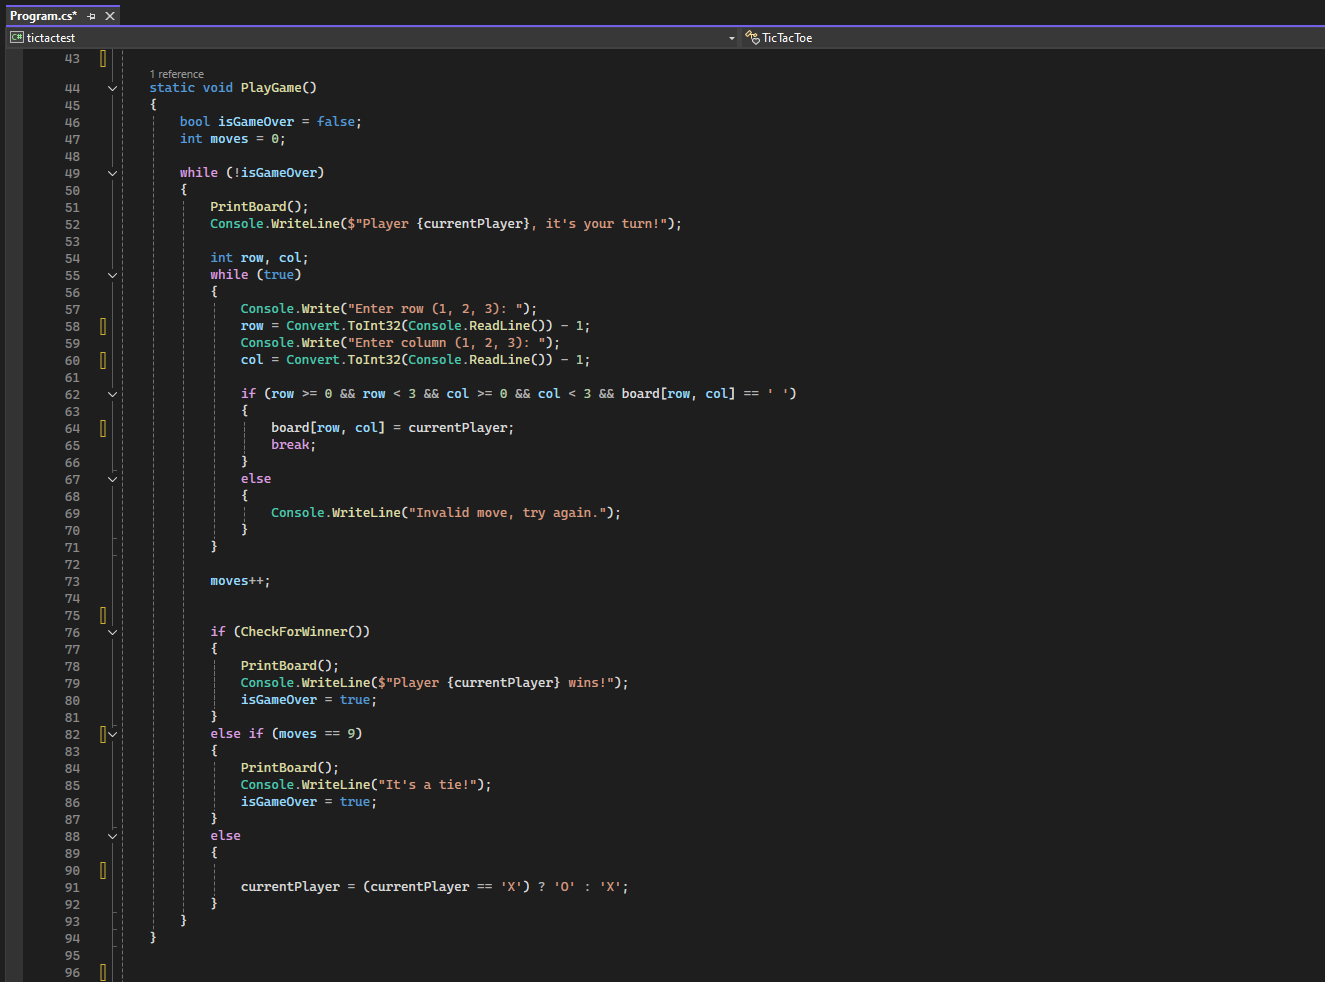 Program.cs*
tictactest TicTacToe
43
1 reference
44 static void PlayGame()
45 {
46 bool isGameOver = false;
47 int moves = 0;
48
49 while (!isGameOver)
50 {
51 PrintBoard();
52 Console.WriteLine($"Player {currentPlayer}, it's your turn!");
53
54 int row, col;
55 while (true)
56 {
57 Console.Write("Enter row (1, 2, 3): ");
58 row = Convert.ToInt32(Console.ReadLine()) - 1;
59 Console.Write("Enter column (1, 2, 3): ");
60 col = Convert.ToInt32(Console.ReadLine()) - 1;
61
62 if (row >= 0 && row < 3 && col >= 0 && col < 3 && board[row, col] == ' ')
63 {
64 board[row, col] = currentPlayer;
65 break;
66 }
67 else
68 {
69 Console.WriteLine("Invalid move, try again.");
70 }
71 }
72
73 moves++;
74
75
76 if (CheckForWinner())
77 {
78 PrintBoard();
79 Console.WriteLine($"Player {currentPlayer} wins!");
80 isGameOver = true;
81 }
82 else if (moves == 9)
83 {
84 PrintBoard();
85 Console.WriteLine("It's a tie!");
86 isGameOver = true;
87 }
88 else
89 {
90
91 currentPlayer = (currentPlayer == 'X') ? 'O' : 'X';
92 }
93 }
94 }
95
96